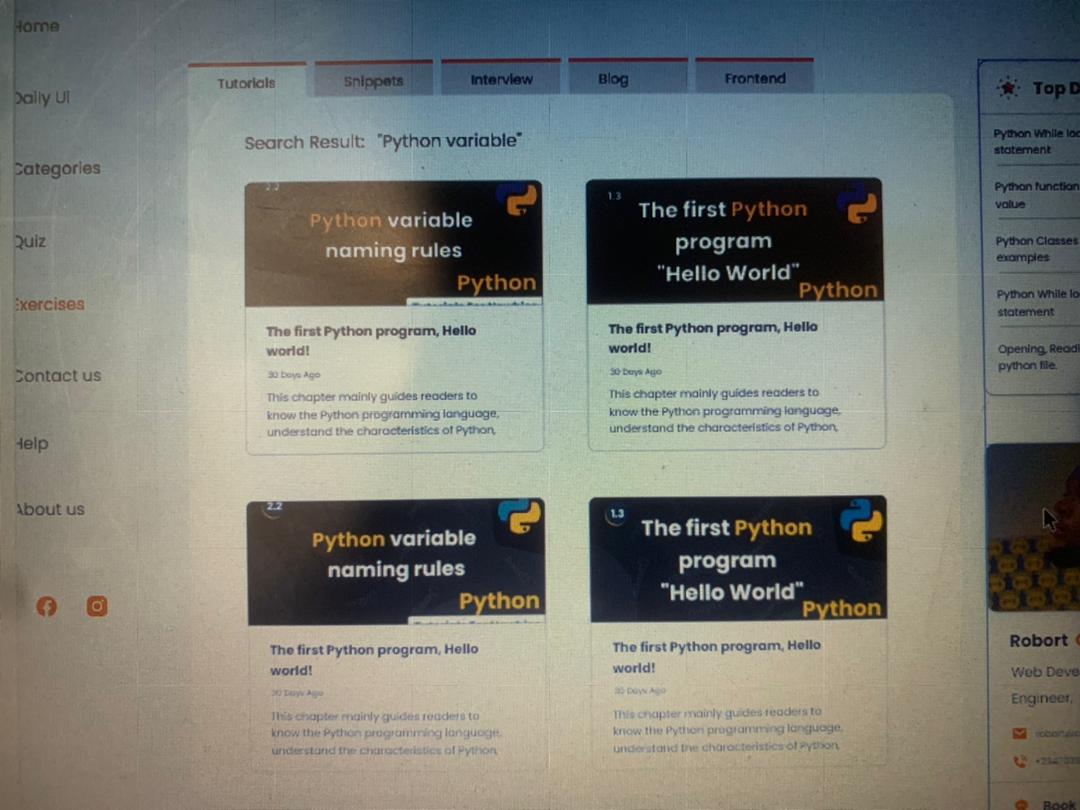 Home
Daily UI
Categories
Quiz
Exercises
Contact us
Help
About us
Tutorials
Snippets
Interview
Blog
Frontend
Search Result: "Python variable"
Python variable
naming rules
Python
The first Python program, Hello
world!
30 Days Ago
This chapter mainly guides readers to
know the Python programming language,
understand the characteristics of Python,
1.3
The first Python
program
"Hello World"
Python
The first Python program, Hello
world!
30 Days Ago
This chapter mainly guides readers to
know the Python programming language,
understand the characteristics of Python,
2.2
Python variable
naming rules
Python
The first Python program, Hello
world!
30 Days Ago
This chapter mainly guides readers to
know the Python programming language,
understand the characteristics of Python,
1.3
The first Python
program
"Hello World"
Python
The first Python program, Hello
world!
30 Days Ago
This chapter mainly guides readers to
know the Python programming language,
understand the characteristics of Python,
Top D
Python While lo
statement
Python function
value
Python Classes
examples
Python While lo
statement
Opening, Readi
python file.
Robort
Web Deve
Engineer,
Book